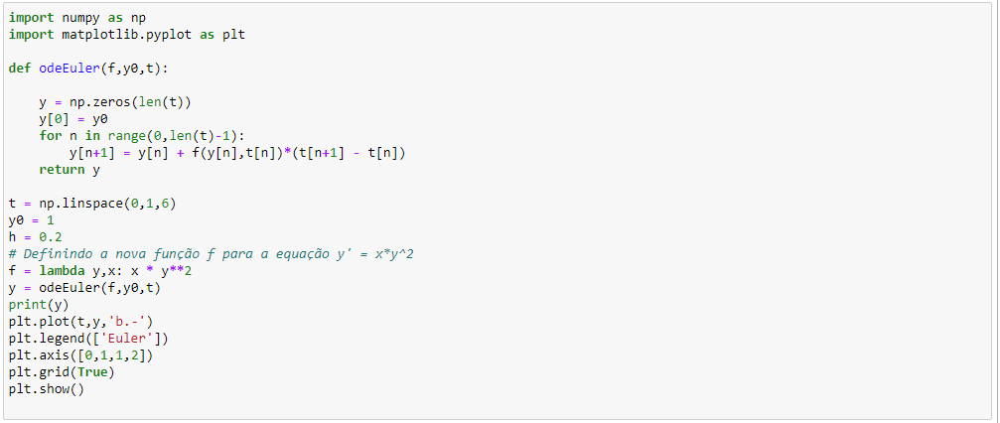 import numpy as np
import matplotlib.pyplot as plt

def odeEuler(f,y0,t):

    y = np.zeros(len(t))
    y[0] = y0
    for n in range(0,len(t)-1):
        y[n+1] = y[n] + f(y[n],t[n])*(t[n+1] - t[n])
    return y

t = np.linspace(0,1,6)
y0 = 1
h = 0.2
# Definindo a nova função f para a equação y' = x*y^2
f = lambda y,x: x * y**2
y = odeEuler(f,y0,t)
print(y)
plt.plot(t,y,'b.-')
plt.legend(['Euler'])
plt.axis([0,1,1,2])
plt.grid(True)
plt.show()